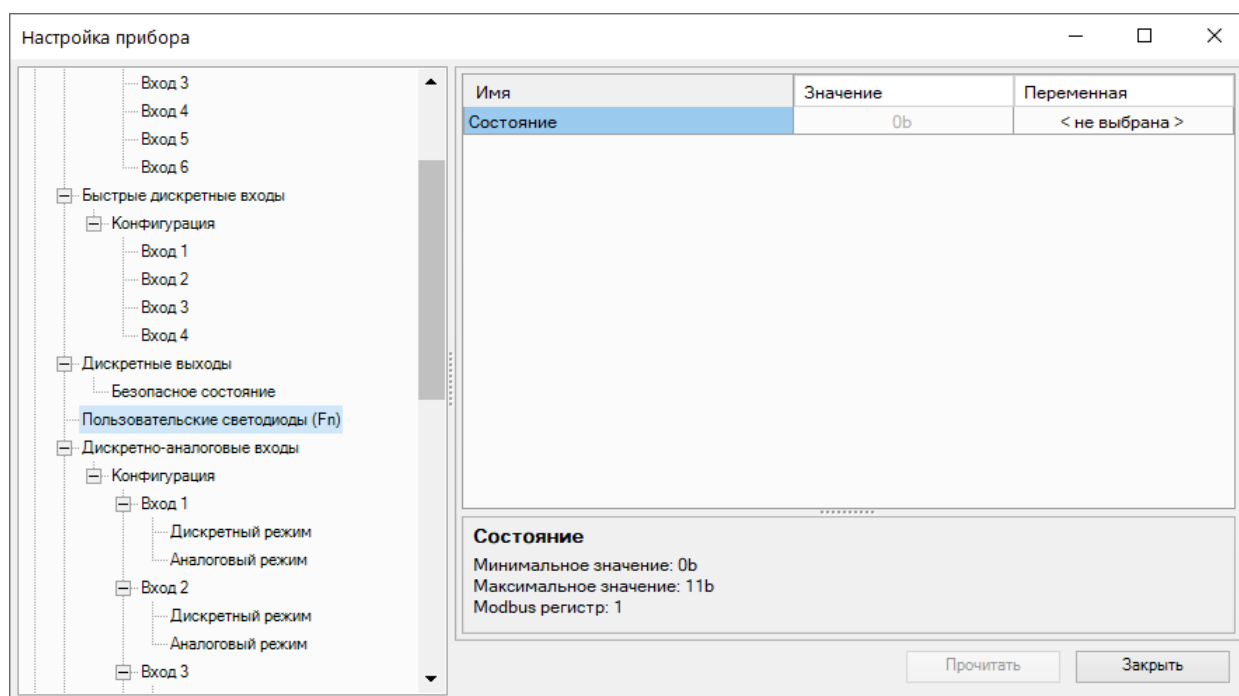 Настройка прибора
Вход 3
Вход 4
Вход 5
Вход 6
Быстрые дискретные входы
Конфигурация
Вход 1
Вход 2
Вход 3
Вход 4
Дискретные выходы
Безопасное состояние
Пользовательские светодиоды (Fn)
Дискретно-аналоговые входы
Конфигурация
Вход 1
Дискретный режим
Аналоговый режим
Вход 2
Дискретный режим
Аналоговый режим
Вход 3
Имя Значение Переменная
Состояние 0b < не выбрана >
Состояние
Минимальное значение: 0b
Максимальное значение: 11b
Modbus регистр: 1
Прочитать Закрыть